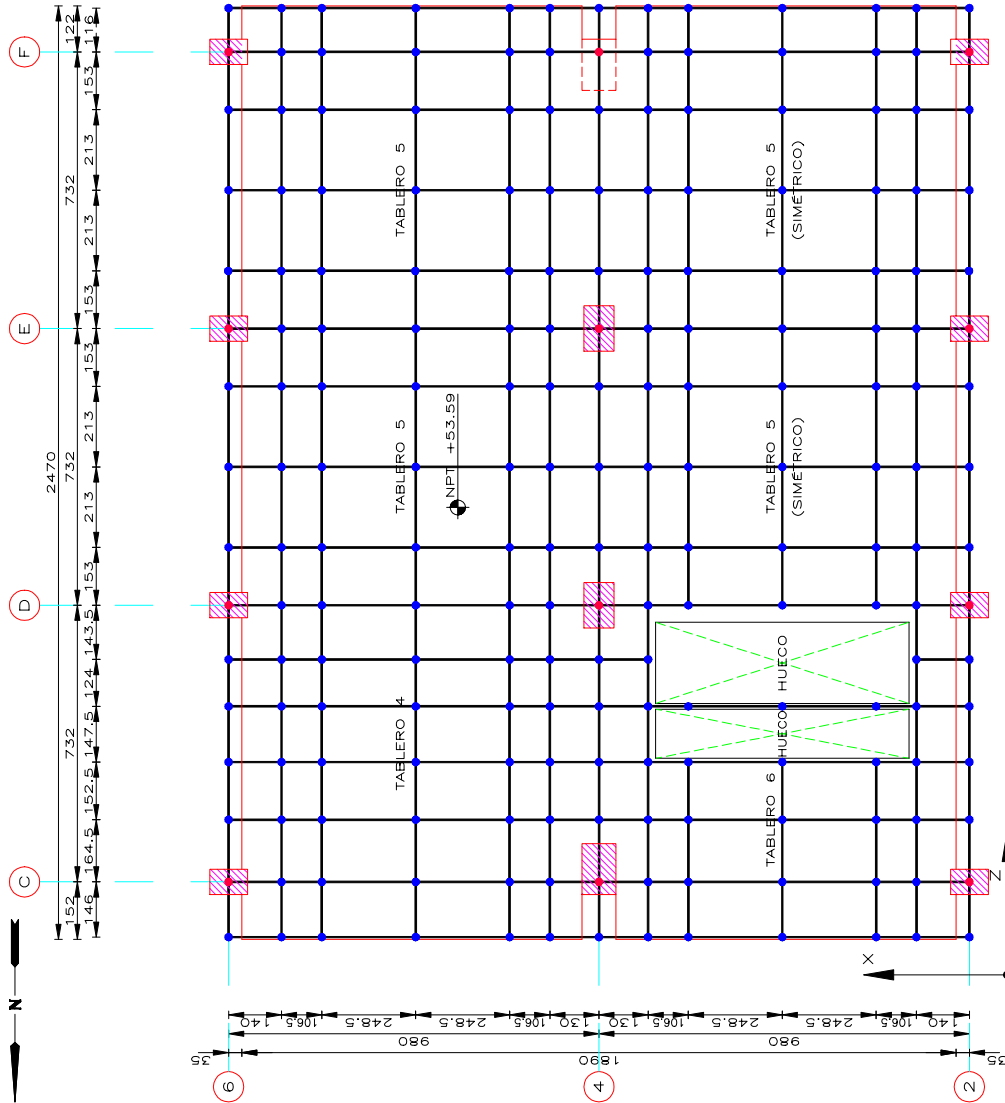 F
E
D
C
122
732
732
732
152
2470
116
153
213
213
153
153
213
213
153
143.5
124
147.5
152.5
164.5
146
N
TABLERO 5
TABLERO 5
(SIMÉTRICO)
TABLERO 5
NPT +53.59
TABLERO 5
(SIMÉTRICO)
TABLERO 4
HUECO
HUECO
TABLERO 6
Z
X
140
106.5
248.5
248.5
106.5
130
130
106.5
248.5
248.5
106.5
140
980
980
35
1890
35
6
4
2